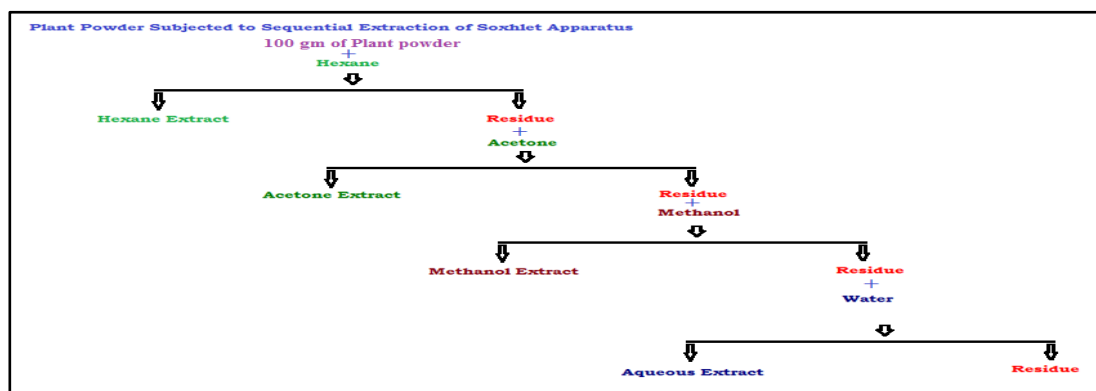 Plant Powder Subjected to Sequential Extraction of Soxhlet Apparatus
100 gm of Plant powder
+
Hexane
Hexane Extract
Residue
+
Acetone
Acetone Extract
Residue
+
Methanol
Methanol Extract
Residue
+
Water
Aqueous Extract
Residue